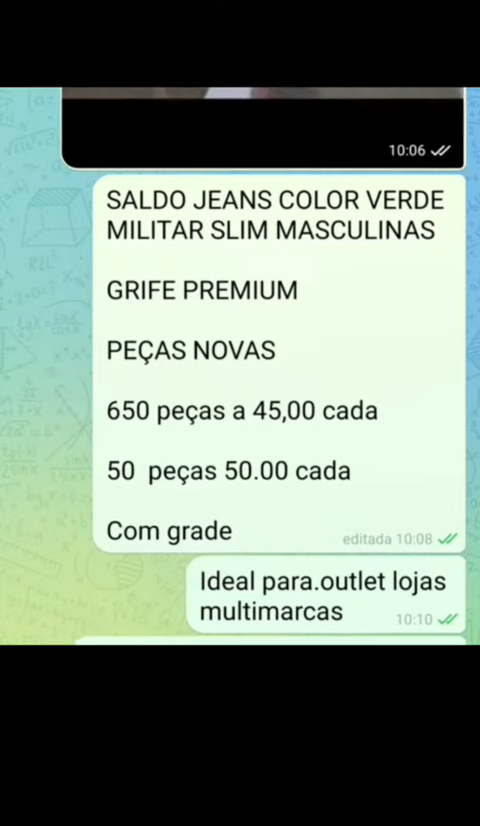 10:06
SALDO JEANS COLOR VERDE
MILITAR SLIM MASCULINAS
GRIFE PREMIUM
PEÇAS NOVAS
650 peças a 45,00 cada
50 peças 50.00 cada
Com grade
editada 10:08
Ideal para.outlet lojas
multimarcas
10:10